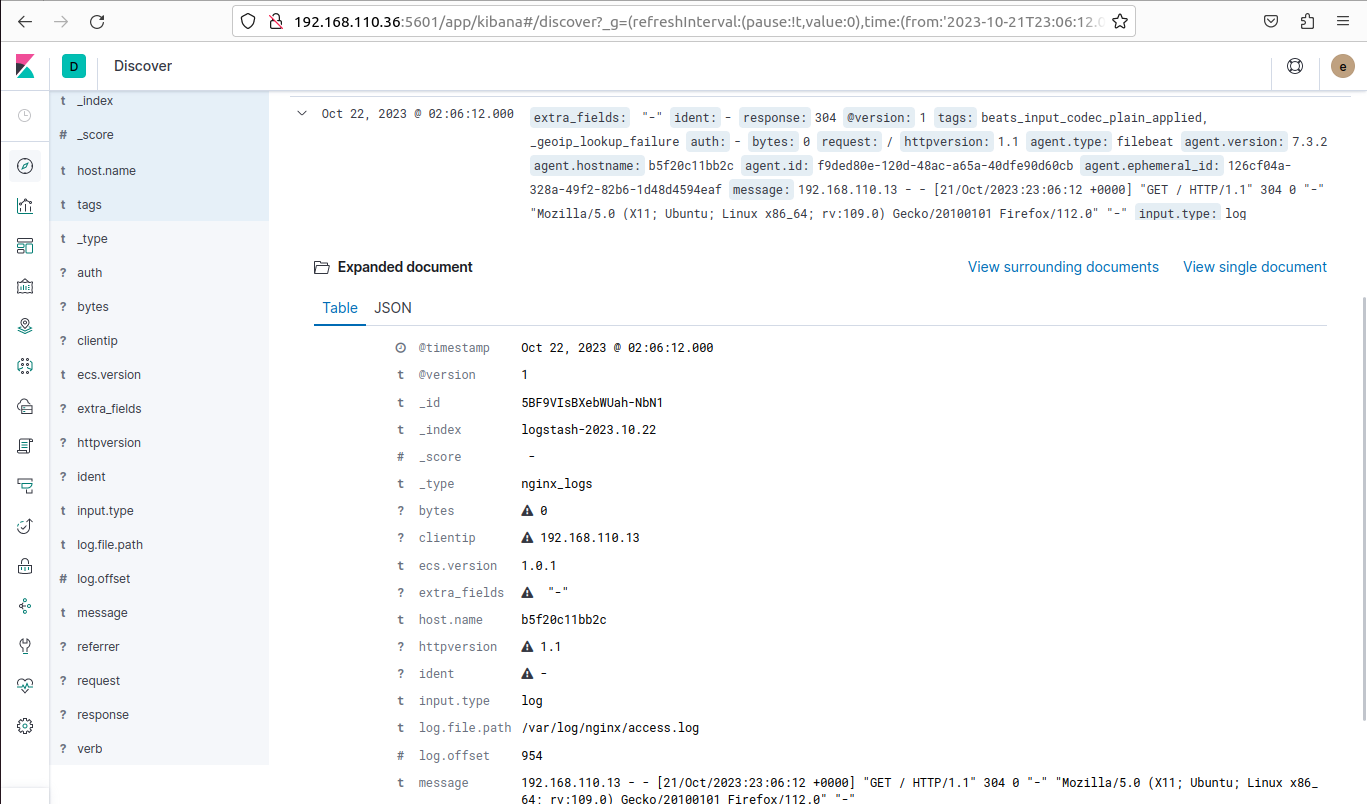 192.168.110.36:5601/app/kibana#/discover?_g=(refreshInterval:(pause:!t,value:0),time:(from:'2023-10-21T23:06:12.0
D Discover e
t _index
# _score
t host.name
t tags
t _type
? auth
? bytes
? clientip
t ecs.version
? extra_fields
? httpversion
? ident
t input.type
t log.file.path
# log.offset
t message
? referrer
? request
? response
? verb
Oct 22, 2023 @ 02:06:12.000
extra_fields: "-" ident: - response: 304 @version: 1 tags: beats_input_codec_plain_applied,
_geoip_lookup_failure auth: - bytes: 0 request: / httpversion: 1.1 agent.type: filebeat agent.version: 7.3.2
agent.hostname: b5f20c11bb2c agent.id: f9ded80e-120d-48ac-a65a-40dfe90d60cb agent.ephemeral_id: 126cf04a-
328a-49f2-82b6-1d48d4594eaf message: 192.168.110.13 - - [21/Oct/2023:23:06:12 +0000] "GET / HTTP/1.1" 304 0 "-"
"Mozilla/5.0 (X11; Ubuntu; Linux x86_64; rv:109.0) Gecko/20100101 Firefox/112.0" "-" input.type: log
Expanded document View surrounding documents View single document
Table JSON
@timestamp Oct 22, 2023 @ 02:06:12.000
t @version 1
t _id 5BF9VIsBXebWUah-NbN1
t _index logstash-2023.10.22
# _score -
t _type nginx_logs
? bytes 0
? clientip 192.168.110.13
t ecs.version 1.0.1
? extra_fields "-"
t host.name b5f20c11bb2c
? httpversion 1.1
? ident -
t input.type log
t log.file.path /var/log/nginx/access.log
# log.offset 954
t message 192.168.110.13 - - [21/Oct/2023:23:06:12 +0000] "GET / HTTP/1.1" 304 0 "-" "Mozilla/5.0 (X11; Ubuntu; Linux x86_
64; rv:109.0) Gecko/20100101 Firefox/112.0" "-"